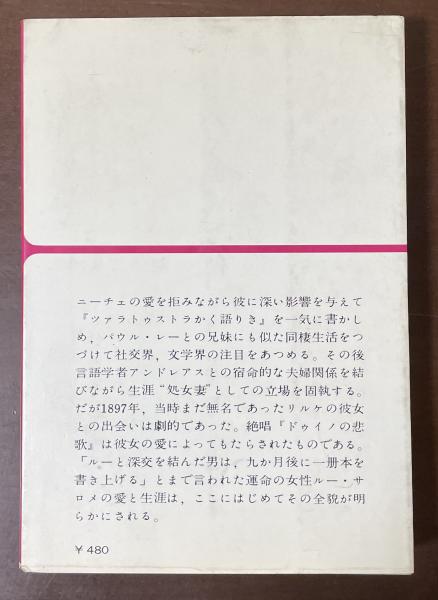 ニーチェの愛を拒みながら彼に深い影響を与えて
『ツァラトゥストラかく語りき』を一気に書かし
め，パウル・レーとの兄妹にも似た同棲生活をつ
づけて社交界，文学界の注目をあつめる。その後
言語学者アンドレアスとの宿命的な夫婦関係を結
びながら生涯“処女妻”としての立場を固執する。
だが1897年，当時まだ無名であったリルケの彼女
との出会いは劇的であった。絶唱『ドゥイノの悲
歌』は彼女の愛によってもたらされたものである。
「ルーと深交を結んだ男は，九か月後に一册本を
書き上げる」とまで言われた運命の女性ルー・サ
ロメの愛と生涯は，ここにはじめてその全貌が明
らかにされる。
￥480